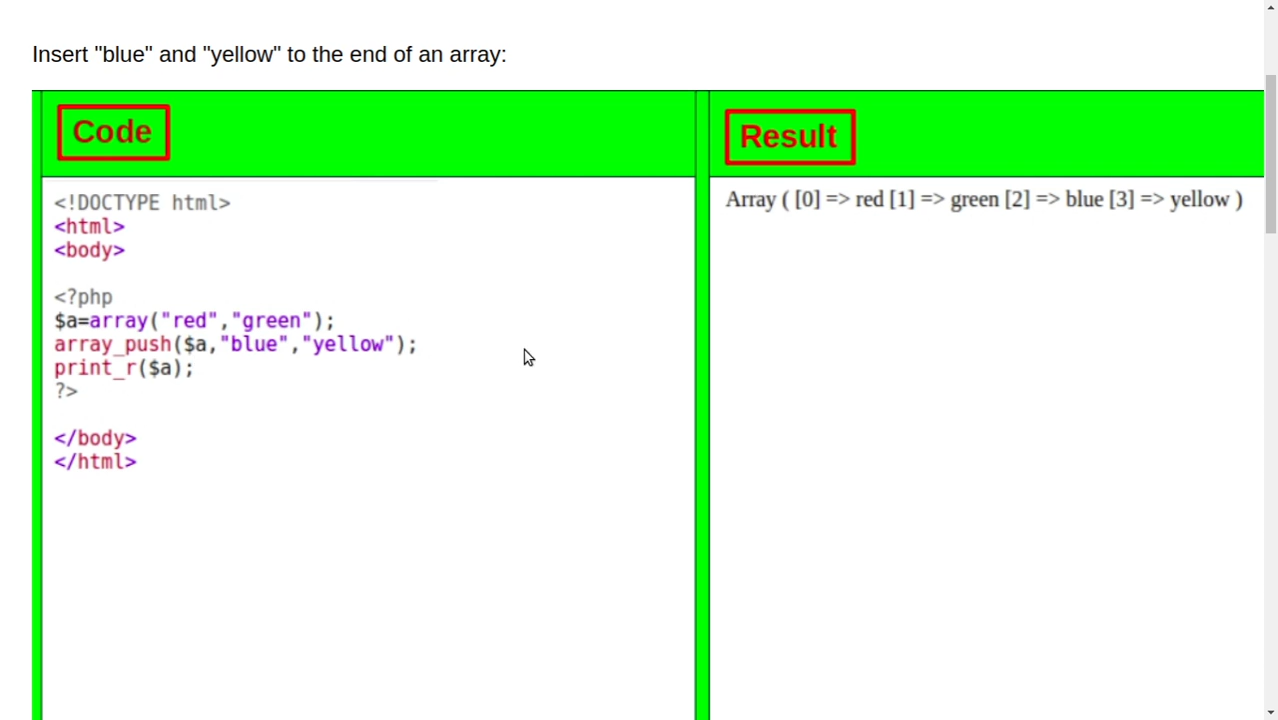 Insert "blue" and "yellow" to the end of an array:
Code
<!DOCTYPE html>
<html>
<body>
<?php
$a=array("red","green");
array_push($a,"blue","yellow");
print_r($a);
?>
</body>
</html>
Result
Array ( [0] => red [1] => green [2] => blue [3] => yellow )